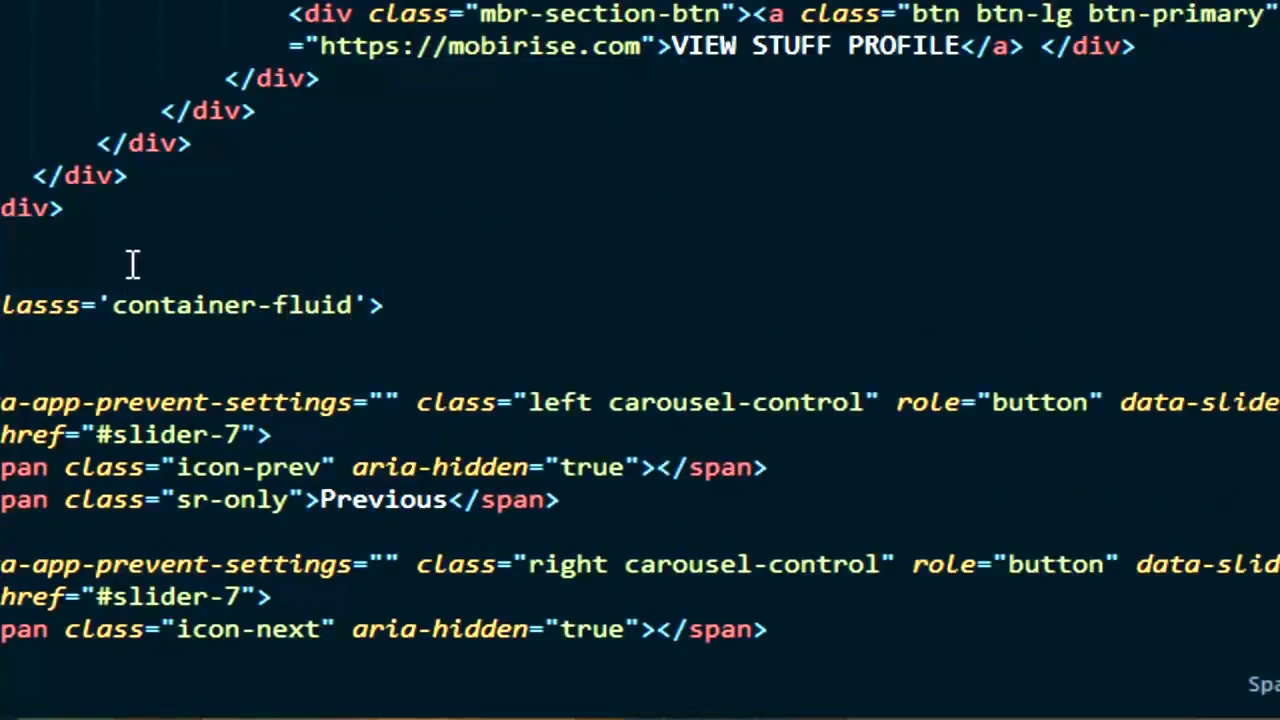 <div class="mbr-section-btn"><a class="btn btn-lg btn-primary"
="https://mobirise.com">VIEW STUFF PROFILE</a> </div>
</div>
</div>
</div>
</div>
div>
lasss='container-fluid'>
a-app-prevent-settings="" class="left carousel-control" role="button" data-slide
href="#slider-7">
pan class="icon-prev" aria-hidden="true"></span>
pan class="sr-only">Previous</span>
a-app-prevent-settings="" class="right carousel-control" role="button" data-slid
href="#slider-7">
pan class="icon-next" aria-hidden="true"></span>
Spa